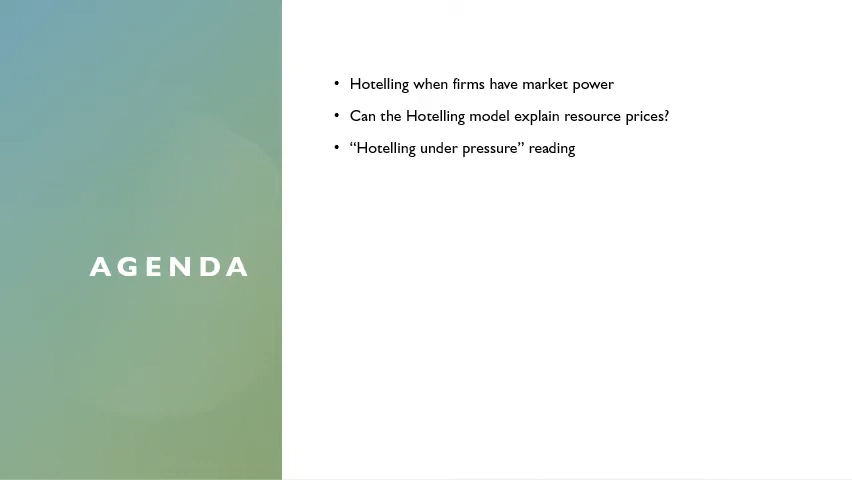 AGENDA
• Hotelling when firms have market power
• Can the Hotelling model explain resource prices?
• “Hotelling under pressure” reading